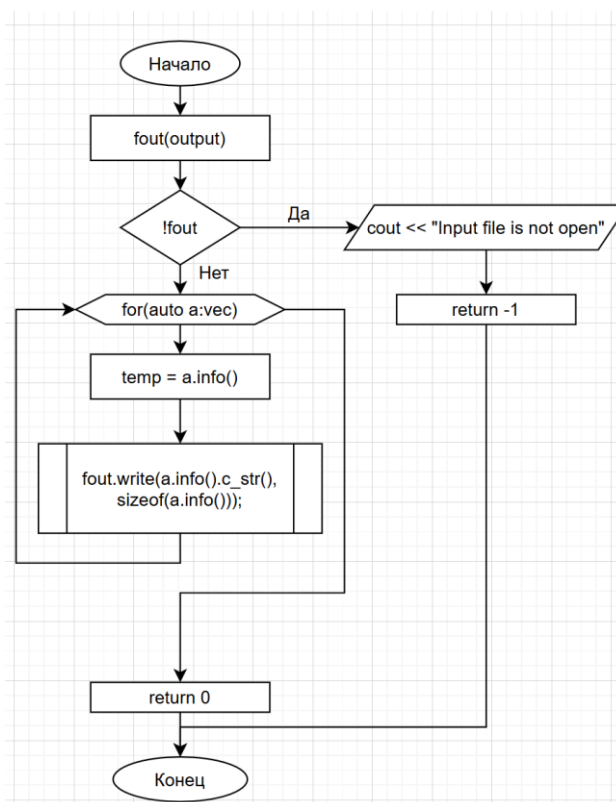 Начало
fout(output)
!fout
Да
cout << "Input file is not open"
Нет
for(auto a:vec)
return -1
temp = a.info()
fout.write(a.info().c_str(),
sizeof(a.info()));
return 0
Конец